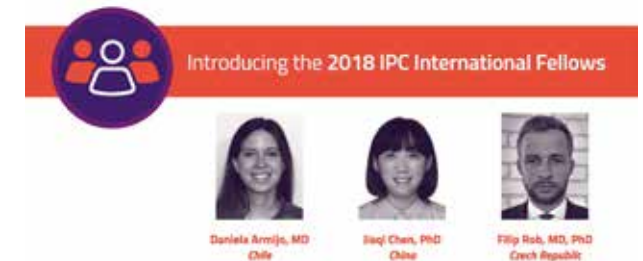 Introducing the 2018 IPC International Fellows
Daniela Armijo, MD
Chile
Jiaqi Chen, PhD
China
Filip Rob, MD, PhD
Czech Republic